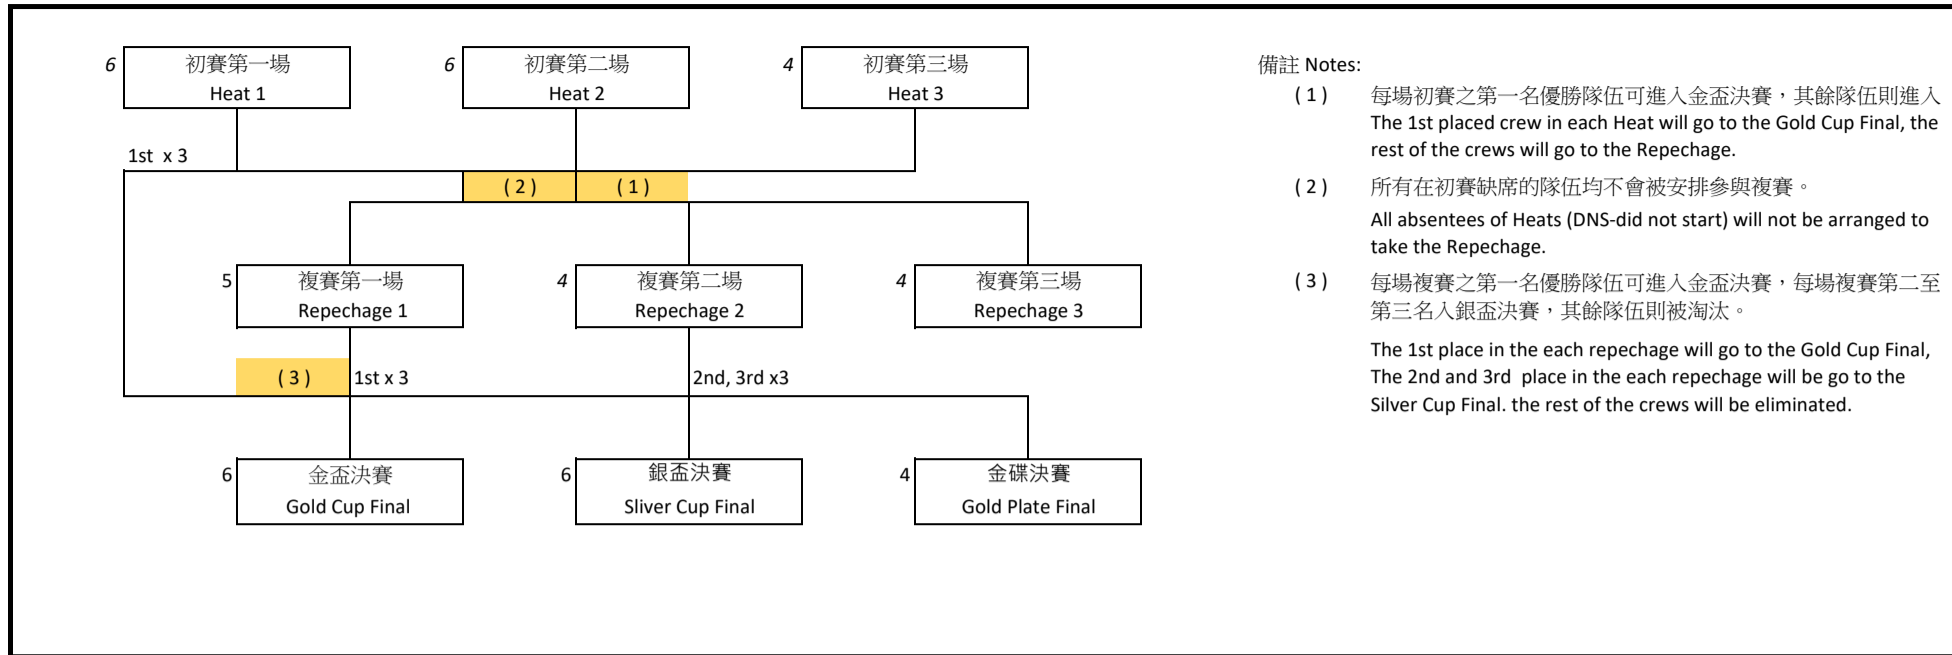 6
初賽第一場
Heat 1
6
初賽第二場
Heat 2
4
初賽第三場
Heat 3
1st x 3
( 2 )
( 1 )
5
複賽第一場
Repechage 1
4
複賽第二場
Repechage 2
4
複賽第三場
Repechage 3
( 3 )
1st x 3
2nd, 3rd x3
6
金盃決賽
Gold Cup Final
6
銀盃決賽
Sliver Cup Final
4
金碟決賽
Gold Plate Final
備註 Notes:
( 1 )
每場初賽之第一名優勝隊伍可進入金盃決賽，其餘隊伍則進入
The 1st placed crew in each Heat will go to the Gold Cup Final, the
rest of the crews will go to the Repechage.
( 2 )
所有在初賽缺席的隊伍均不會被安排參與複賽。
All absentees of Heats (DNS-did not start) will not be arranged to
take the Repechage.
( 3 )
每場複賽之第一名優勝隊伍可進入金盃決賽，每場複賽第二至
第三名入銀盃決賽，其餘隊伍則被淘汰。
The 1st place in the each repechage will go to the Gold Cup Final,
The 2nd and 3rd place in the each repechage will be go to the
Silver Cup Final. the rest of the crews will be eliminated.